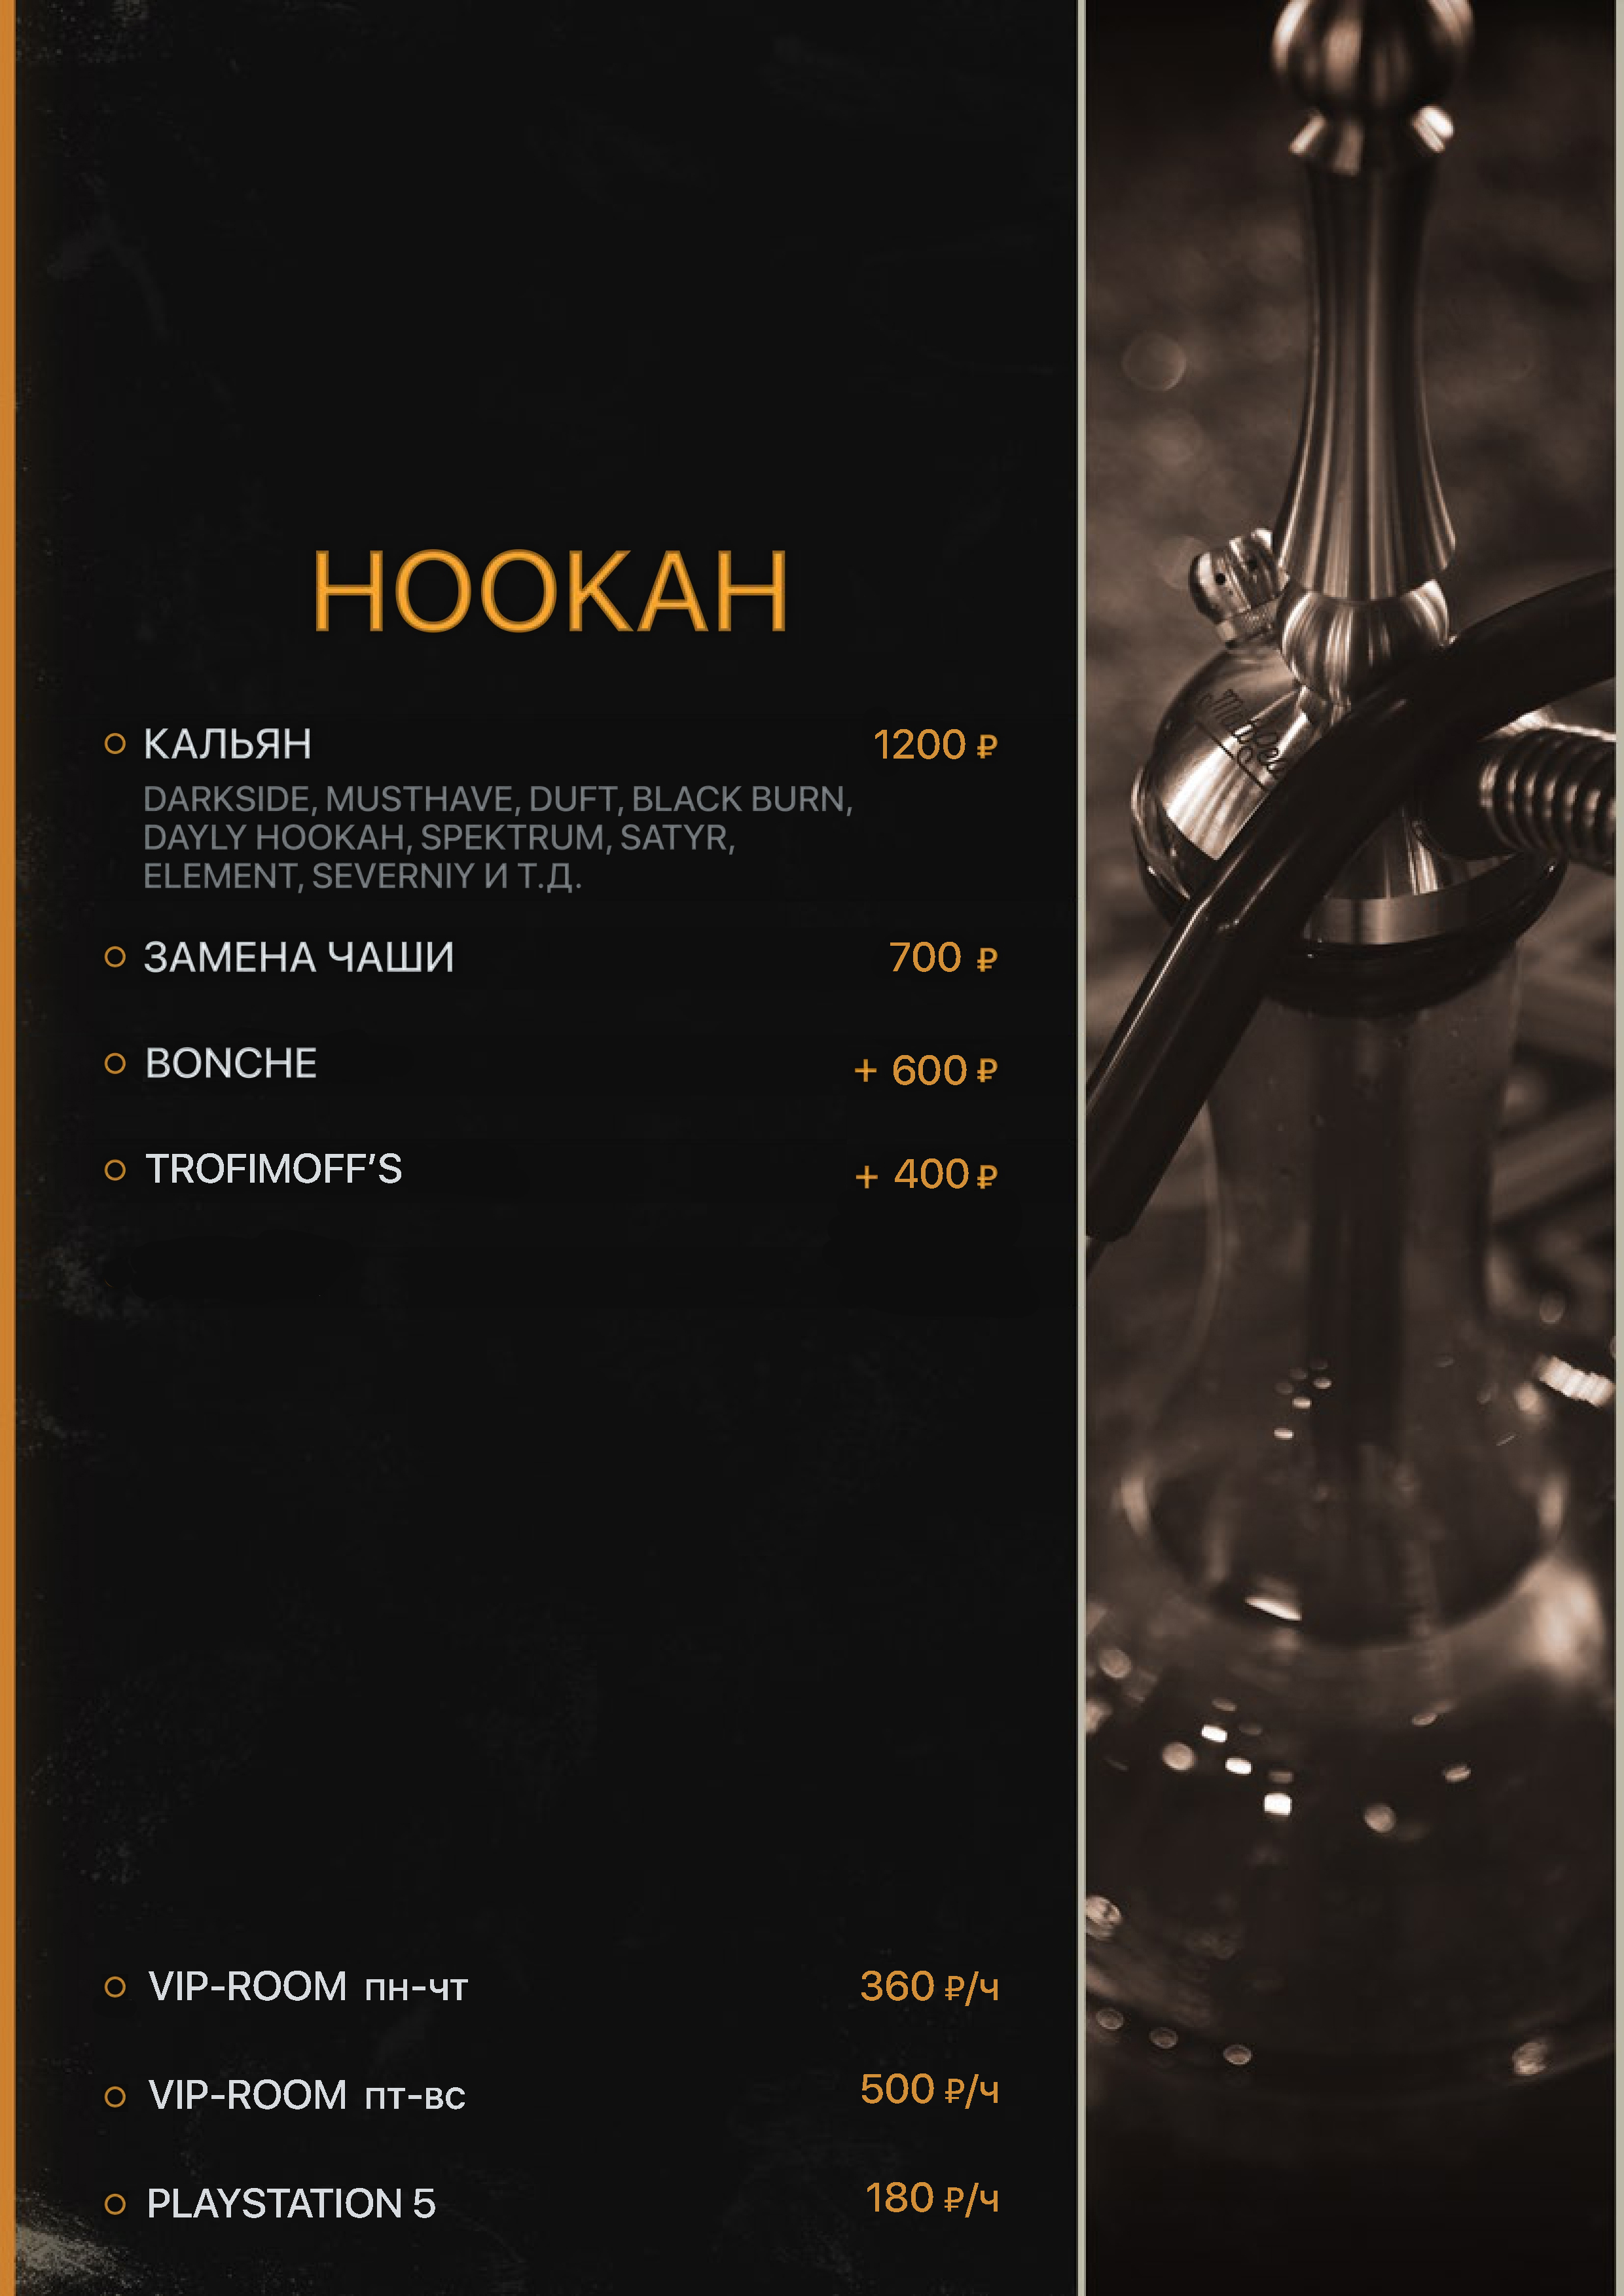 HOOKAH
КАЛЬЯН 1200 ₽
DARKSIDE, MUSTHAVE, DUFT, BLACK BURN,
DAYLY HOOKAH, SPEKTRUM, SATYR,
ELEMENT, SEVERNIY И Т.Д.
ЗАМЕНА ЧАШИ 700 ₽
BONCHE + 600 ₽
TROFIMOFF’S + 400 ₽
VIP-ROOM пн-чт 360 ₽/ч
VIP-ROOM пт-вс 500 ₽/ч
PLAYSTATION 5 180 ₽/ч